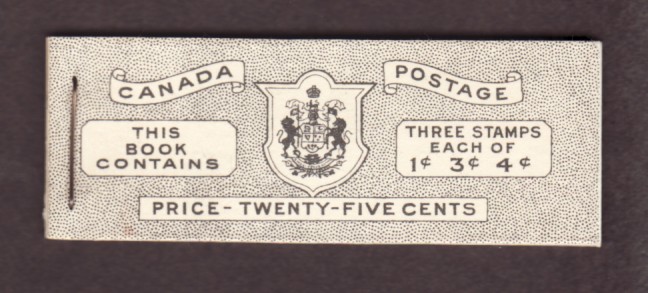 CANADA
POSTAGE
THIS
BOOK
CONTAINS
THREE STAMPS
EACH OF
1¢ 3¢ 4¢
PRICE-TWENTY-FIVE CENTS